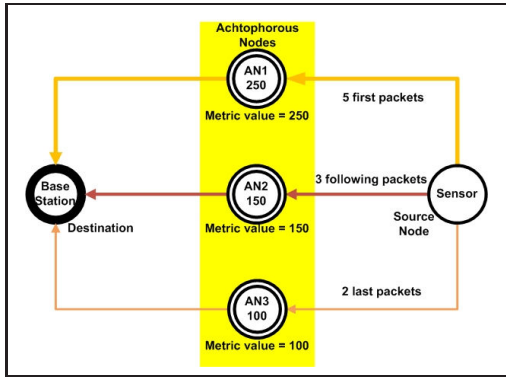 Achtophorous
Nodes
AN1
250
5 first packets
Metric value = 250
Base
Station
Destination
AN2
150
3 following packets
Metric value = 150
Sensor
Source
Node
AN3
100
2 last packets
Metric value = 100